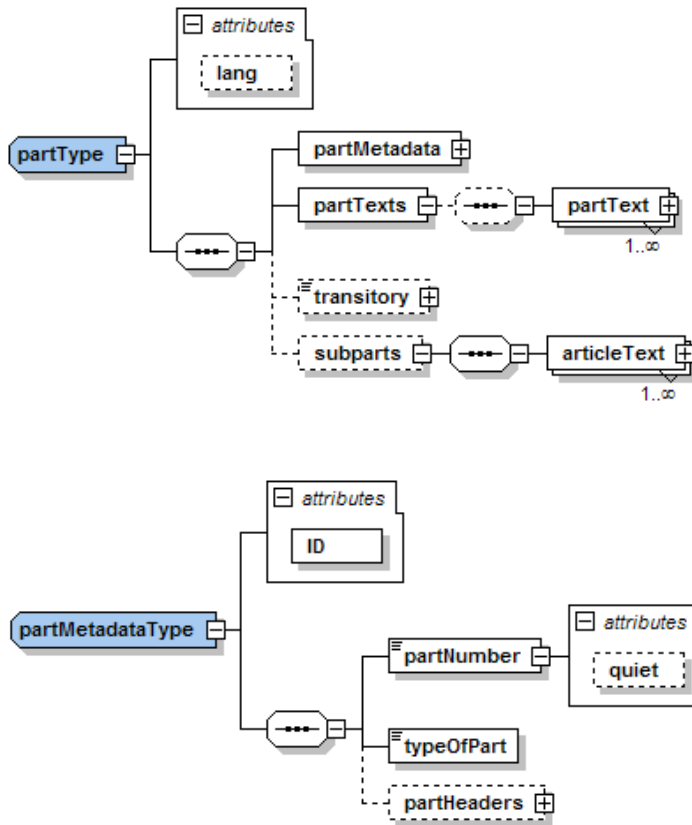 attributes
lang
partType
partMetadata
partTexts
partText
1..∞
transitory
subparts
articleText
1..∞
attributes
ID
partMetadataType
attributes
partNumber
quiet
typeOfPart
partHeaders